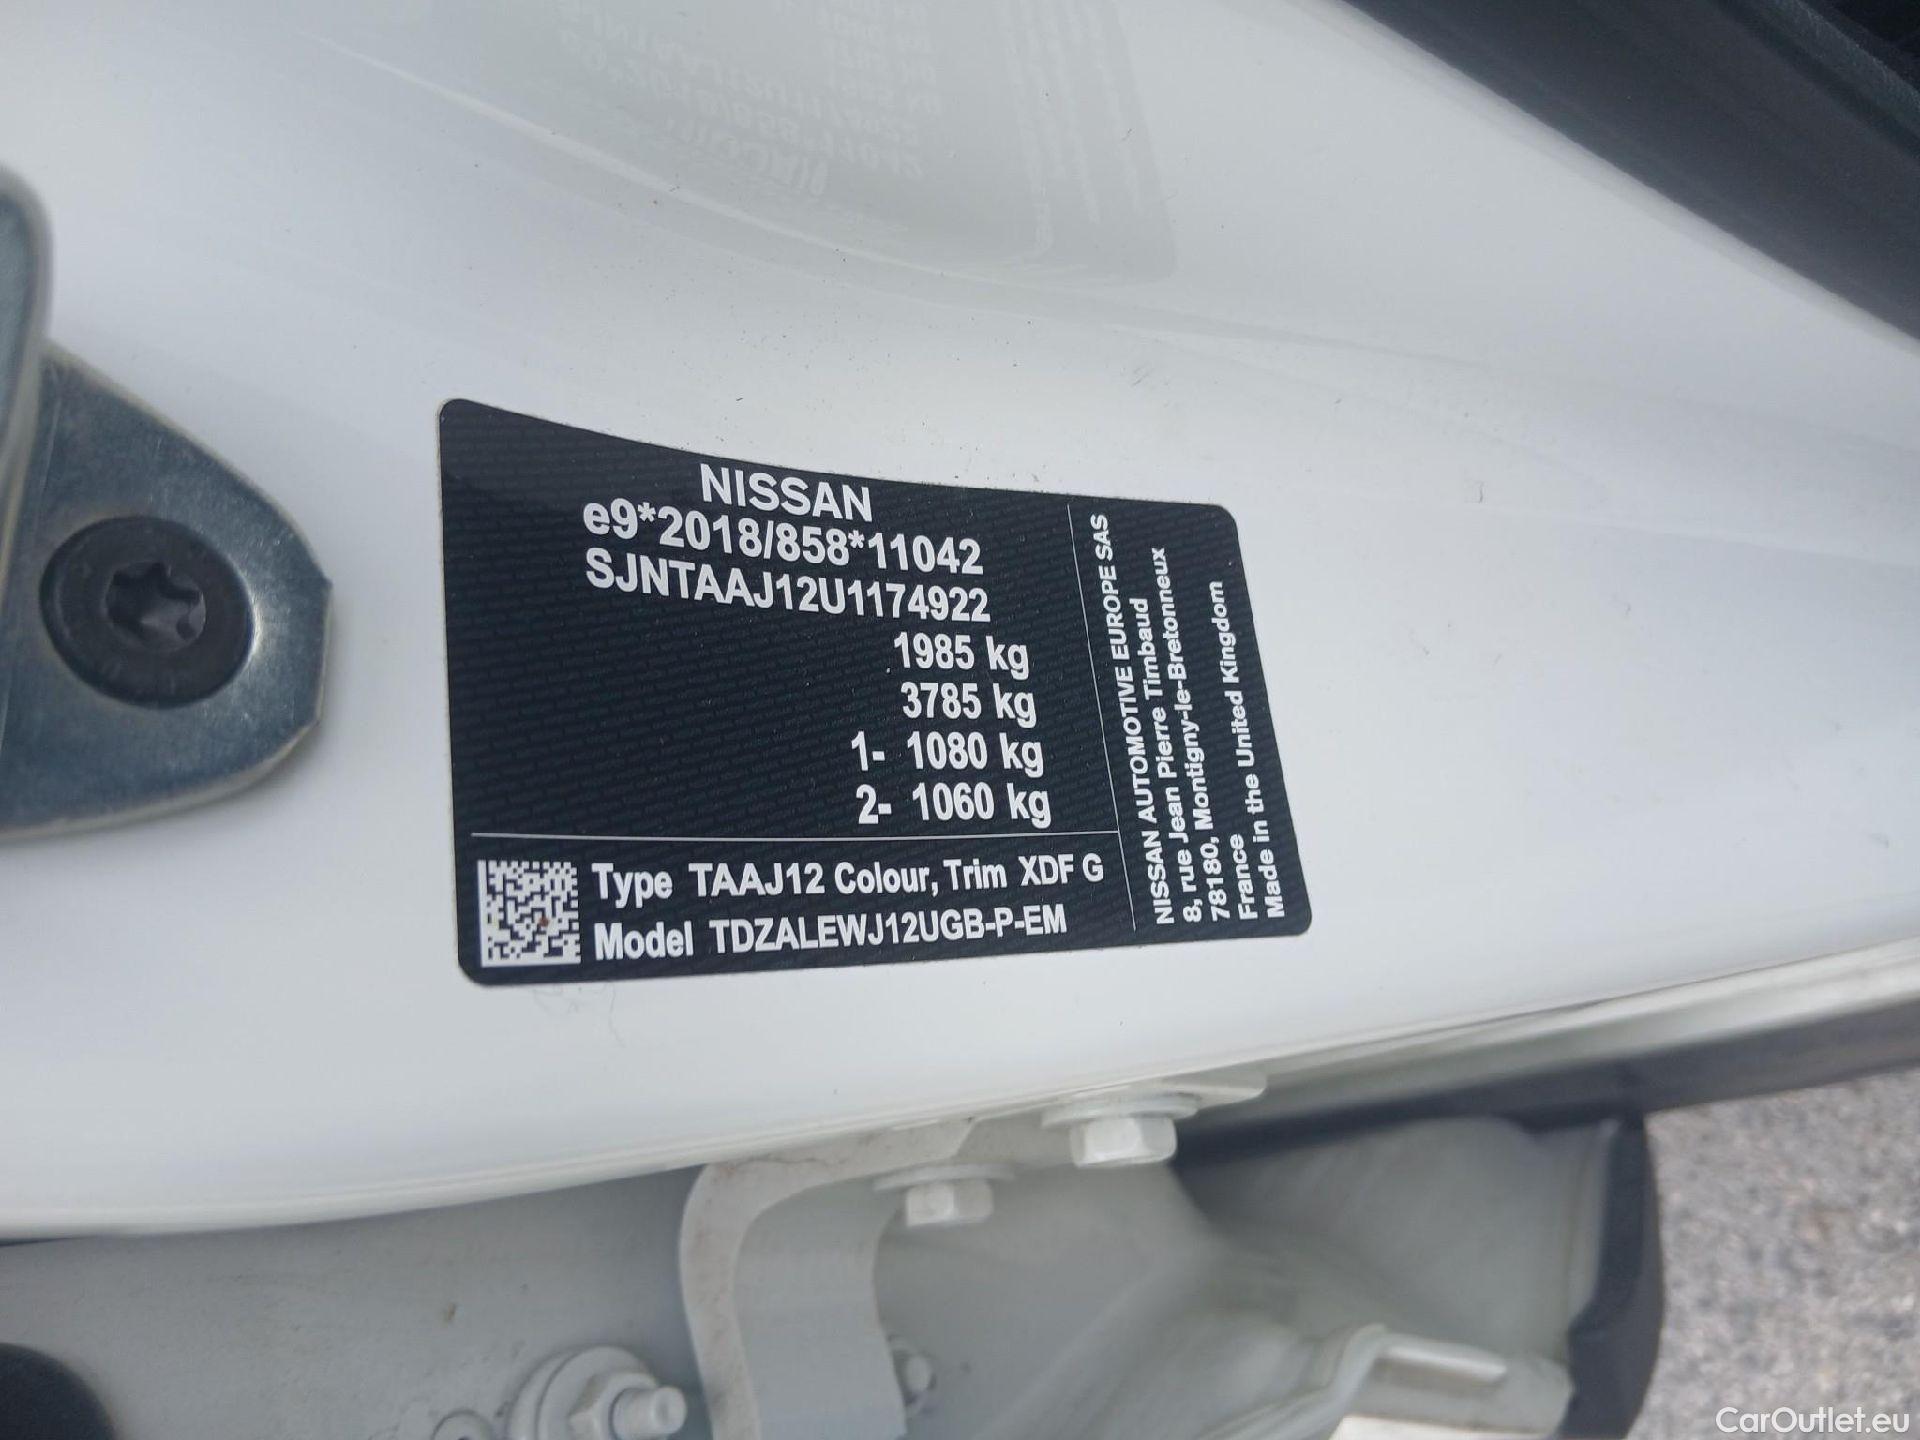 NISSAN
e9*2018/858*11042
SJNTAAJ12U1174922
1985 kg
3785 kg
1- 1080 kg
2- 1060 kg
Type TAAJ12 Colour, Trim XDF G
Model TDZALEWJ12UGB-P-EM
NISSAN AUTOMOTIVE EUROPE SAS
8, rue Jean Pierre Timbaud
78180, Montigny-le-Bretonneux
France
Made in the United Kingdom
CarOutlet.eu